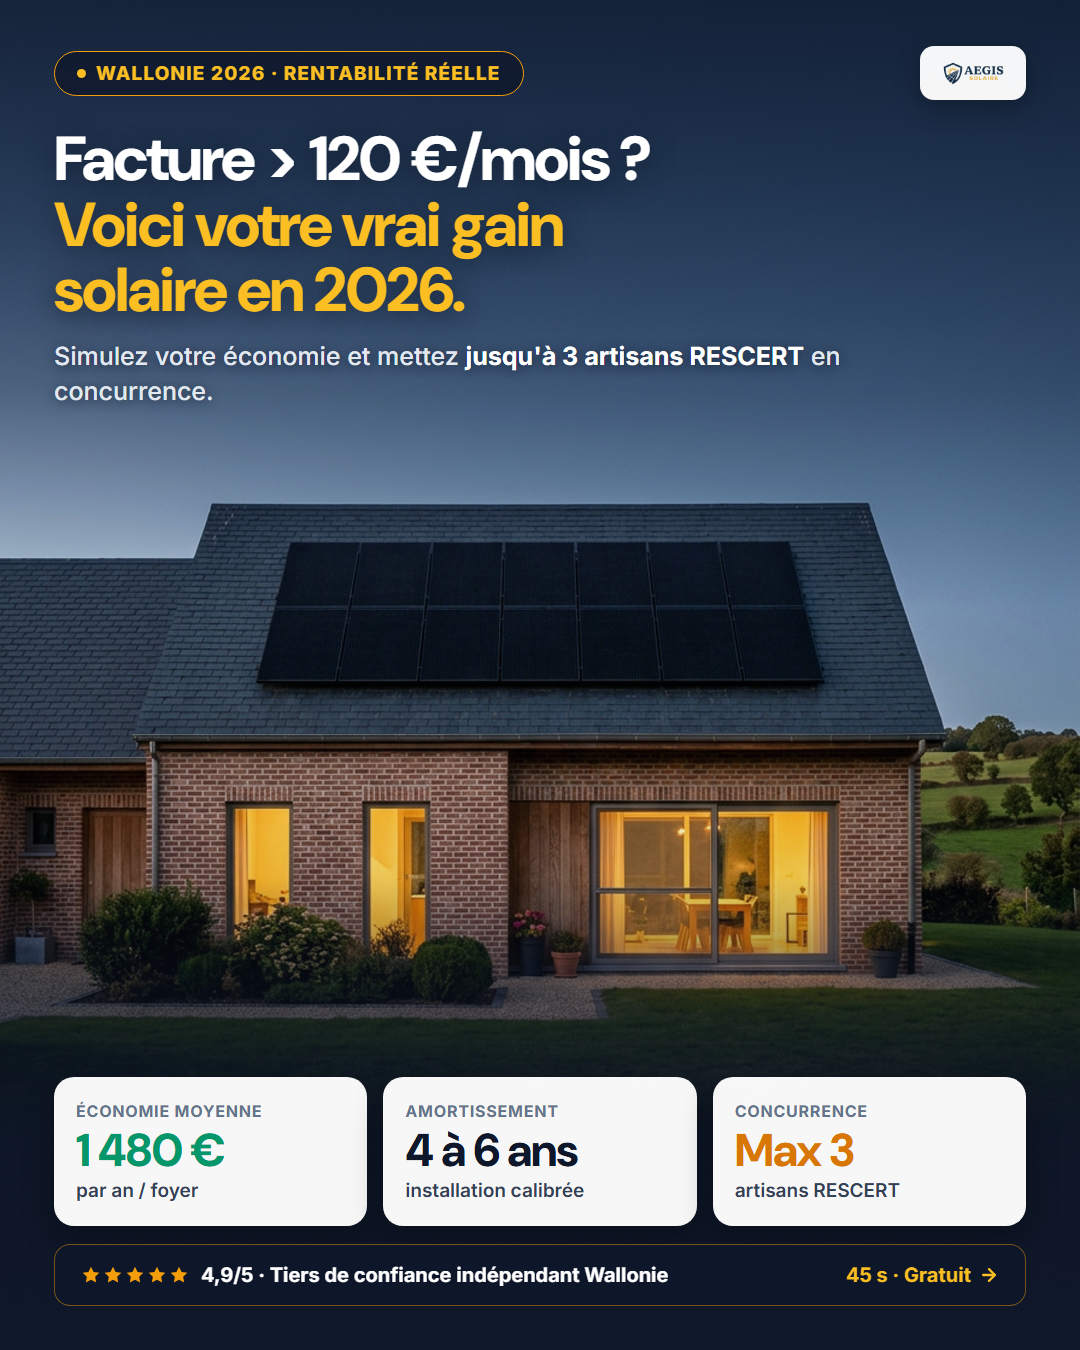 WALLONIE 2026 · RENTABILITÉ RÉELLE
AEGIS
SOLAIRE
Facture > 120 €/mois ?
Voici votre vrai gain
solaire en 2026.
Simulez votre économie et mettez jusqu'à 3 artisans RESCERT en
concurrence.
ÉCONOMIE MOYENNE
1 480 €
par an / foyer
AMORTISSEMENT
4 à 6 ans
installation calibrée
CONCURRENCE
Max 3
artisans RESCERT
4,9/5 · Tiers de confiance indépendant Wallonie
45 s · Gratuit →